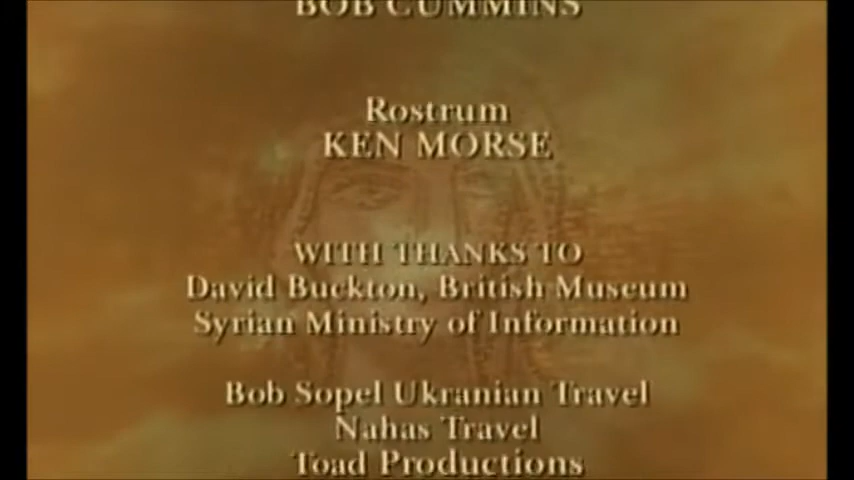 BOB CUMMINS
Rostrum
KEN MORSE
WITH THANKS TO
David Buckton, British Museum
Syrian Ministry of Information
Bob Sopel Ukranian Travel
Nahas Travel
Toad Productions